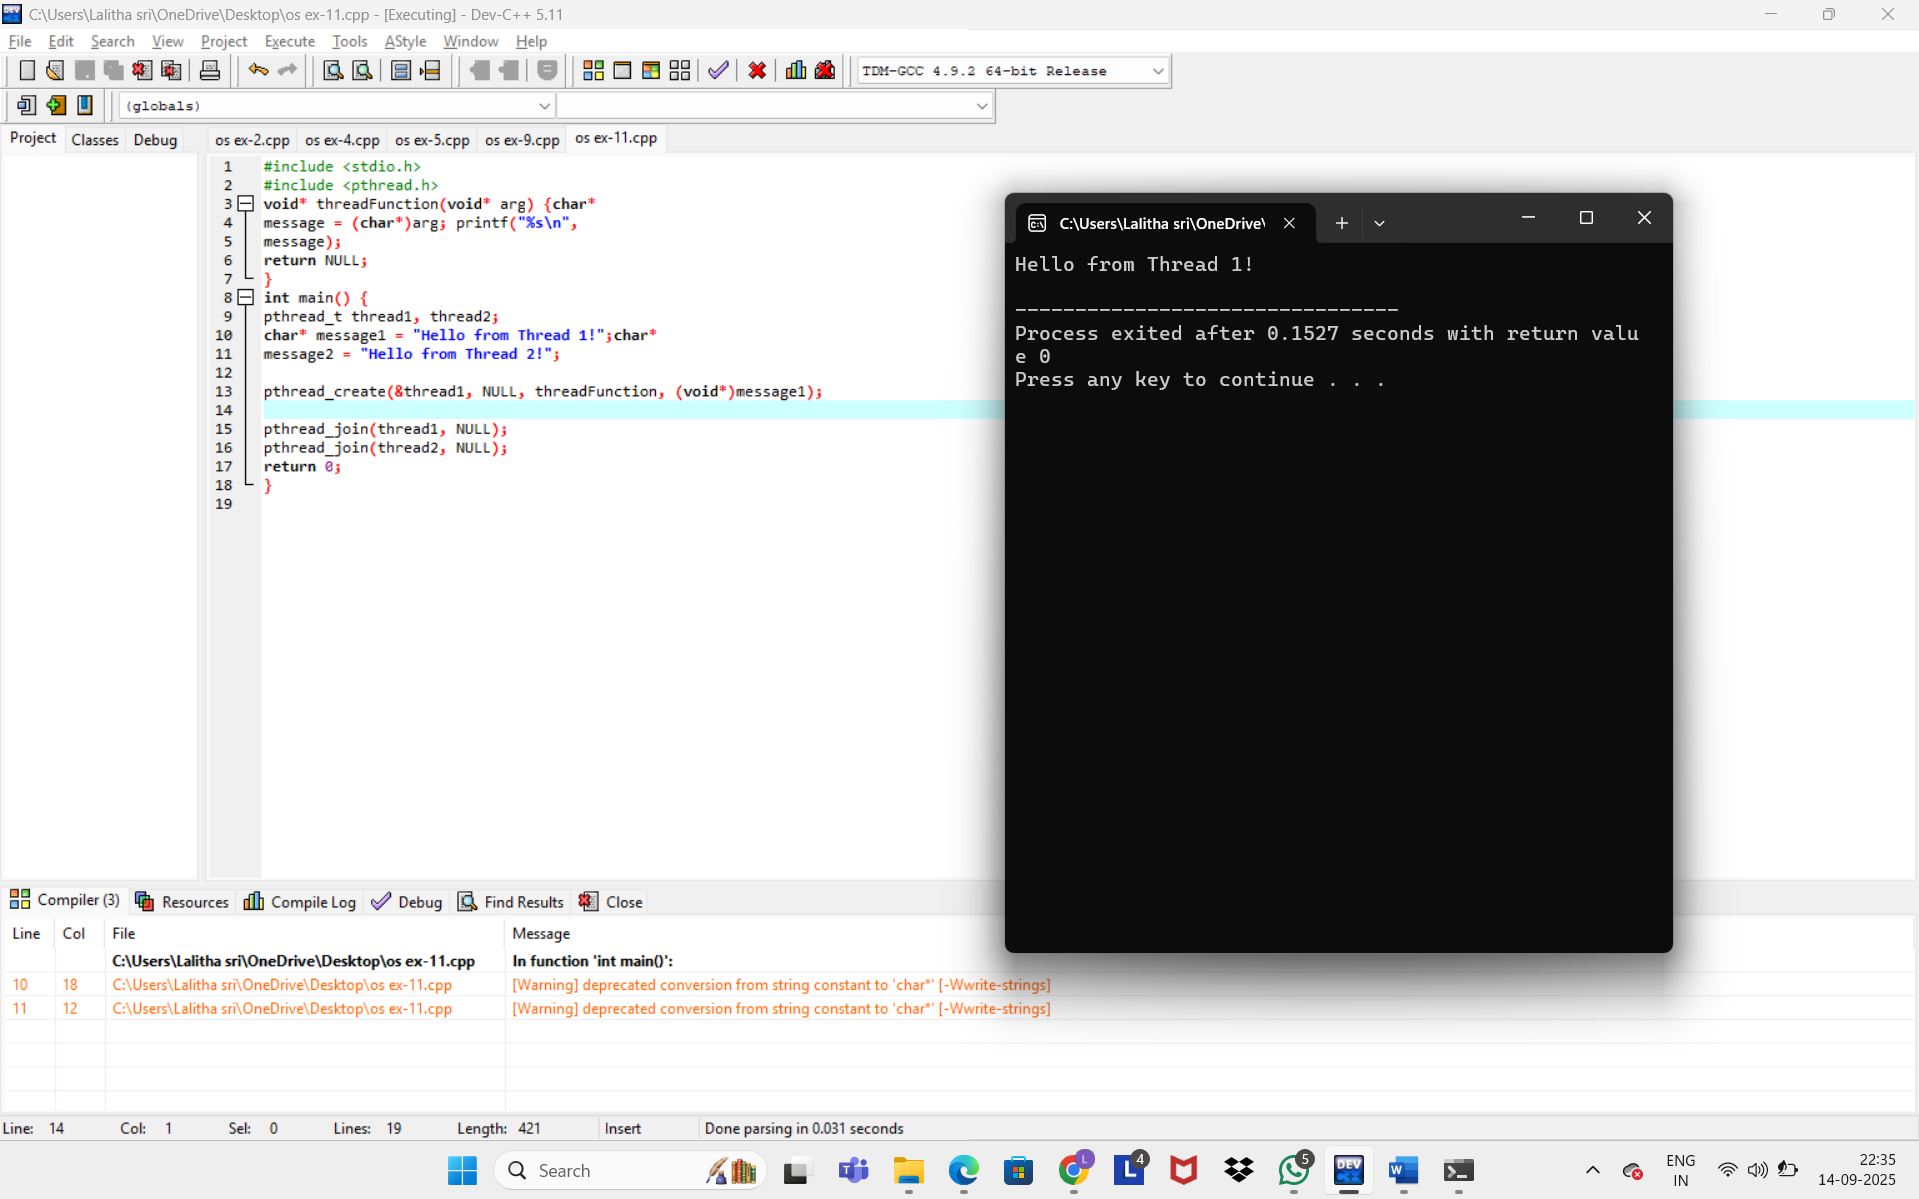 C:\Users\Lalitha sri\OneDrive\Desktop\os ex-11.cpp - [Executing] - Dev-C++ 5.11
File Edit Search View Project Execute Tools AStyle Window Help
TDM-GCC 4.9.2 64-bit Release
(globals)
Project Classes Debug os ex-2.cpp os ex-4.cpp os ex-5.cpp os ex-9.cpp os ex-11.cpp
1 #include <stdio.h>
2 #include <pthread.h>
3 void* threadFunction(void* arg) {char*
4 message = (char*)arg; printf("%s\n",
5 message);
6 return NULL;
7 }
8 int main() {
9 pthread_t thread1, thread2;
10 char* message1 = "Hello from Thread 1!";char*
11 message2 = "Hello from Thread 2!";
12
13 pthread_create(&thread1, NULL, threadFunction, (void*)message1);
14
15 pthread_join(thread1, NULL);
16 pthread_join(thread2, NULL);
17 return 0;
18 }
19
C:\Users\Lalitha sri\OneDrive\
Hello from Thread 1!
--------------------------------
Process exited after 0.1527 seconds with return valu
e 0
Press any key to continue . . .
Compiler (3) Resources Compile Log Debug Find Results Close
Line Col File Message
C:\Users\Lalitha sri\OneDrive\Desktop\os ex-11.cpp In function 'int main()':
10 18 C:\Users\Lalitha sri\OneDrive\Desktop\os ex-11.cpp [Warning] deprecated conversion from string constant to 'char*' [-Wwrite-strings]
11 12 C:\Users\Lalitha sri\OneDrive\Desktop\os ex-11.cpp [Warning] deprecated conversion from string constant to 'char*' [-Wwrite-strings]
Line: 14 Col: 1 Sel: 0 Lines: 19 Length: 421 Insert Done parsing in 0.031 seconds
Search
L
4
5
DEV
C++
ENG
IN
22:35
14-09-2025